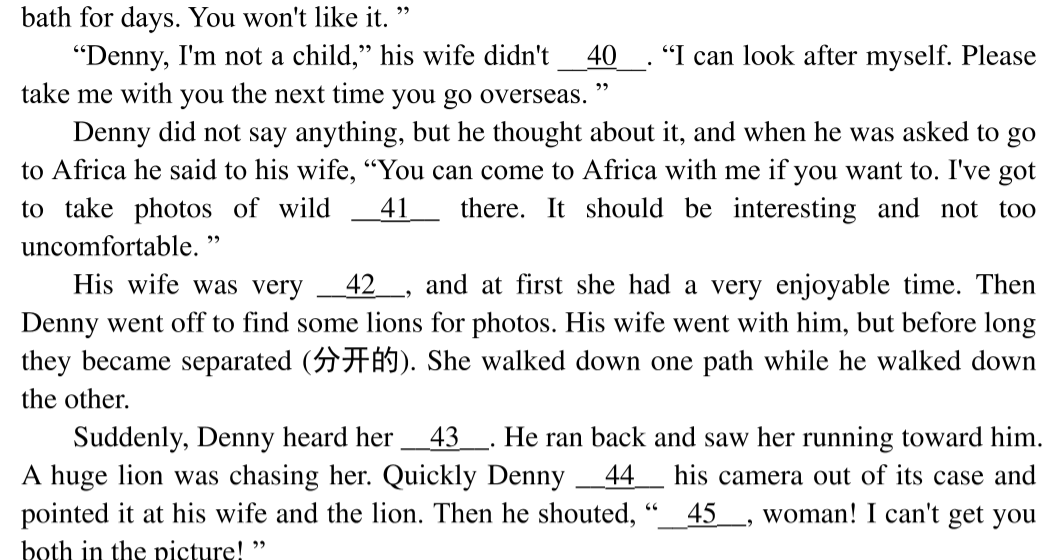 bath for days. You won't like it. ”
“Denny, I'm not a child,” his wife didn't __40__. “I can look after myself. Please
take me with you the next time you go overseas. ”
Denny did not say anything, but he thought about it, and when he was asked to go
to Africa he said to his wife, “You can come to Africa with me if you want to. I've got
to take photos of wild __41__ there. It should be interesting and not too
uncomfortable. ”
His wife was very __42__, and at first she had a very enjoyable time. Then
Denny went off to find some lions for photos. His wife went with him, but before long
they became separated (分开的). She walked down one path while he walked down
the other.
Suddenly, Denny heard her __43__. He ran back and saw her running toward him.
A huge lion was chasing her. Quickly Denny __44__ his camera out of its case and
pointed it at his wife and the lion. Then he shouted, “__45__, woman! I can't get you
both in the picture! ”